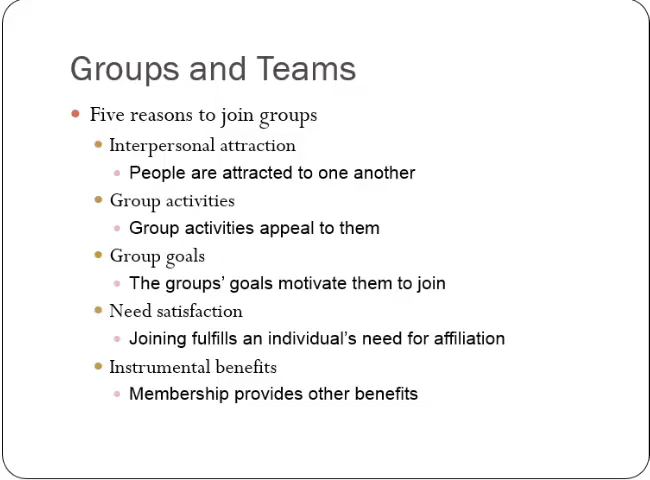 Groups and Teams
Five reasons to join groups
Interpersonal attraction
People are attracted to one another
Group activities
Group activities appeal to them
Group goals
The groups’ goals motivate them to join
Need satisfaction
Joining fulfills an individual’s need for affiliation
Instrumental benefits
Membership provides other benefits